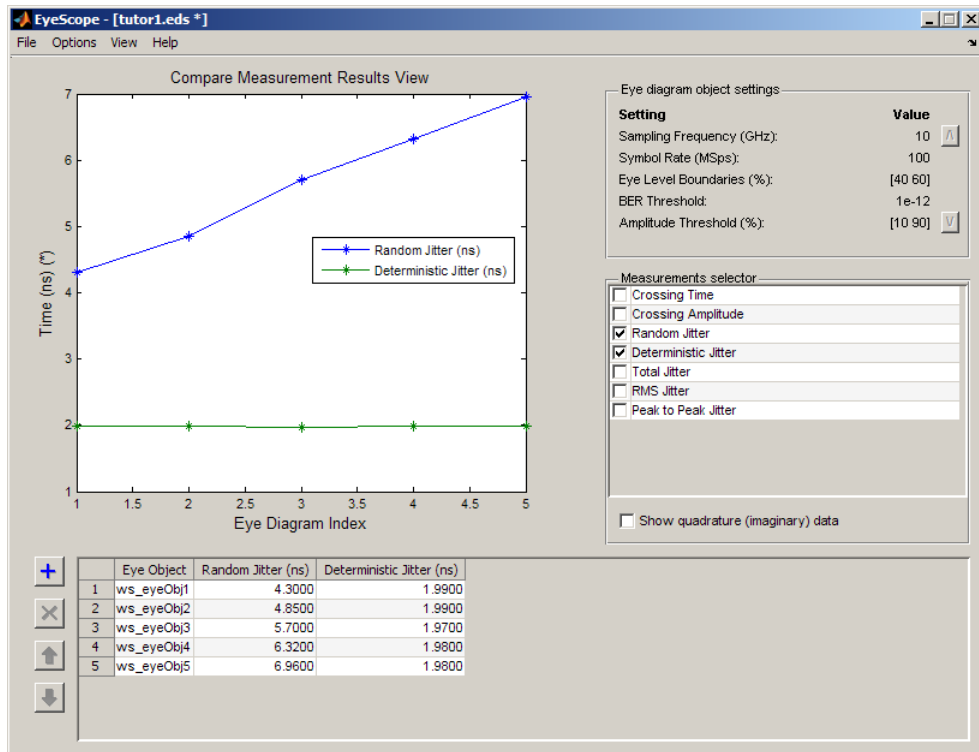 EyeScope - [tutor1.eds *]
File Options View Help
Compare Measurement Results View
7
6
5
4
3
2
1
Time (ns) (*)
Random Jitter (ns)
Deterministic Jitter (ns)
1 1.5 2 2.5 3 3.5 4 4.5 5
Eye Diagram Index
Eye diagram object settings
Setting Value
Sampling Frequency (GHz): 10
Symbol Rate (MSps): 100
Eye Level Boundaries (%): [40 60]
BER Threshold: 1e-12
Amplitude Threshold (%): [10 90]
Measurements selector
Crossing Time
Crossing Amplitude
Random Jitter
Deterministic Jitter
Total Jitter
RMS Jitter
Peak to Peak Jitter
Show quadrature (imaginary) data
Eye Object Random Jitter (ns) Deterministic Jitter (ns)
1 ws_eyeObj1 4.3000 1.9900
2 ws_eyeObj2 4.8500 1.9900
3 ws_eyeObj3 5.7000 1.9700
4 ws_eyeObj4 6.3200 1.9800
5 ws_eyeObj5 6.9600 1.9800